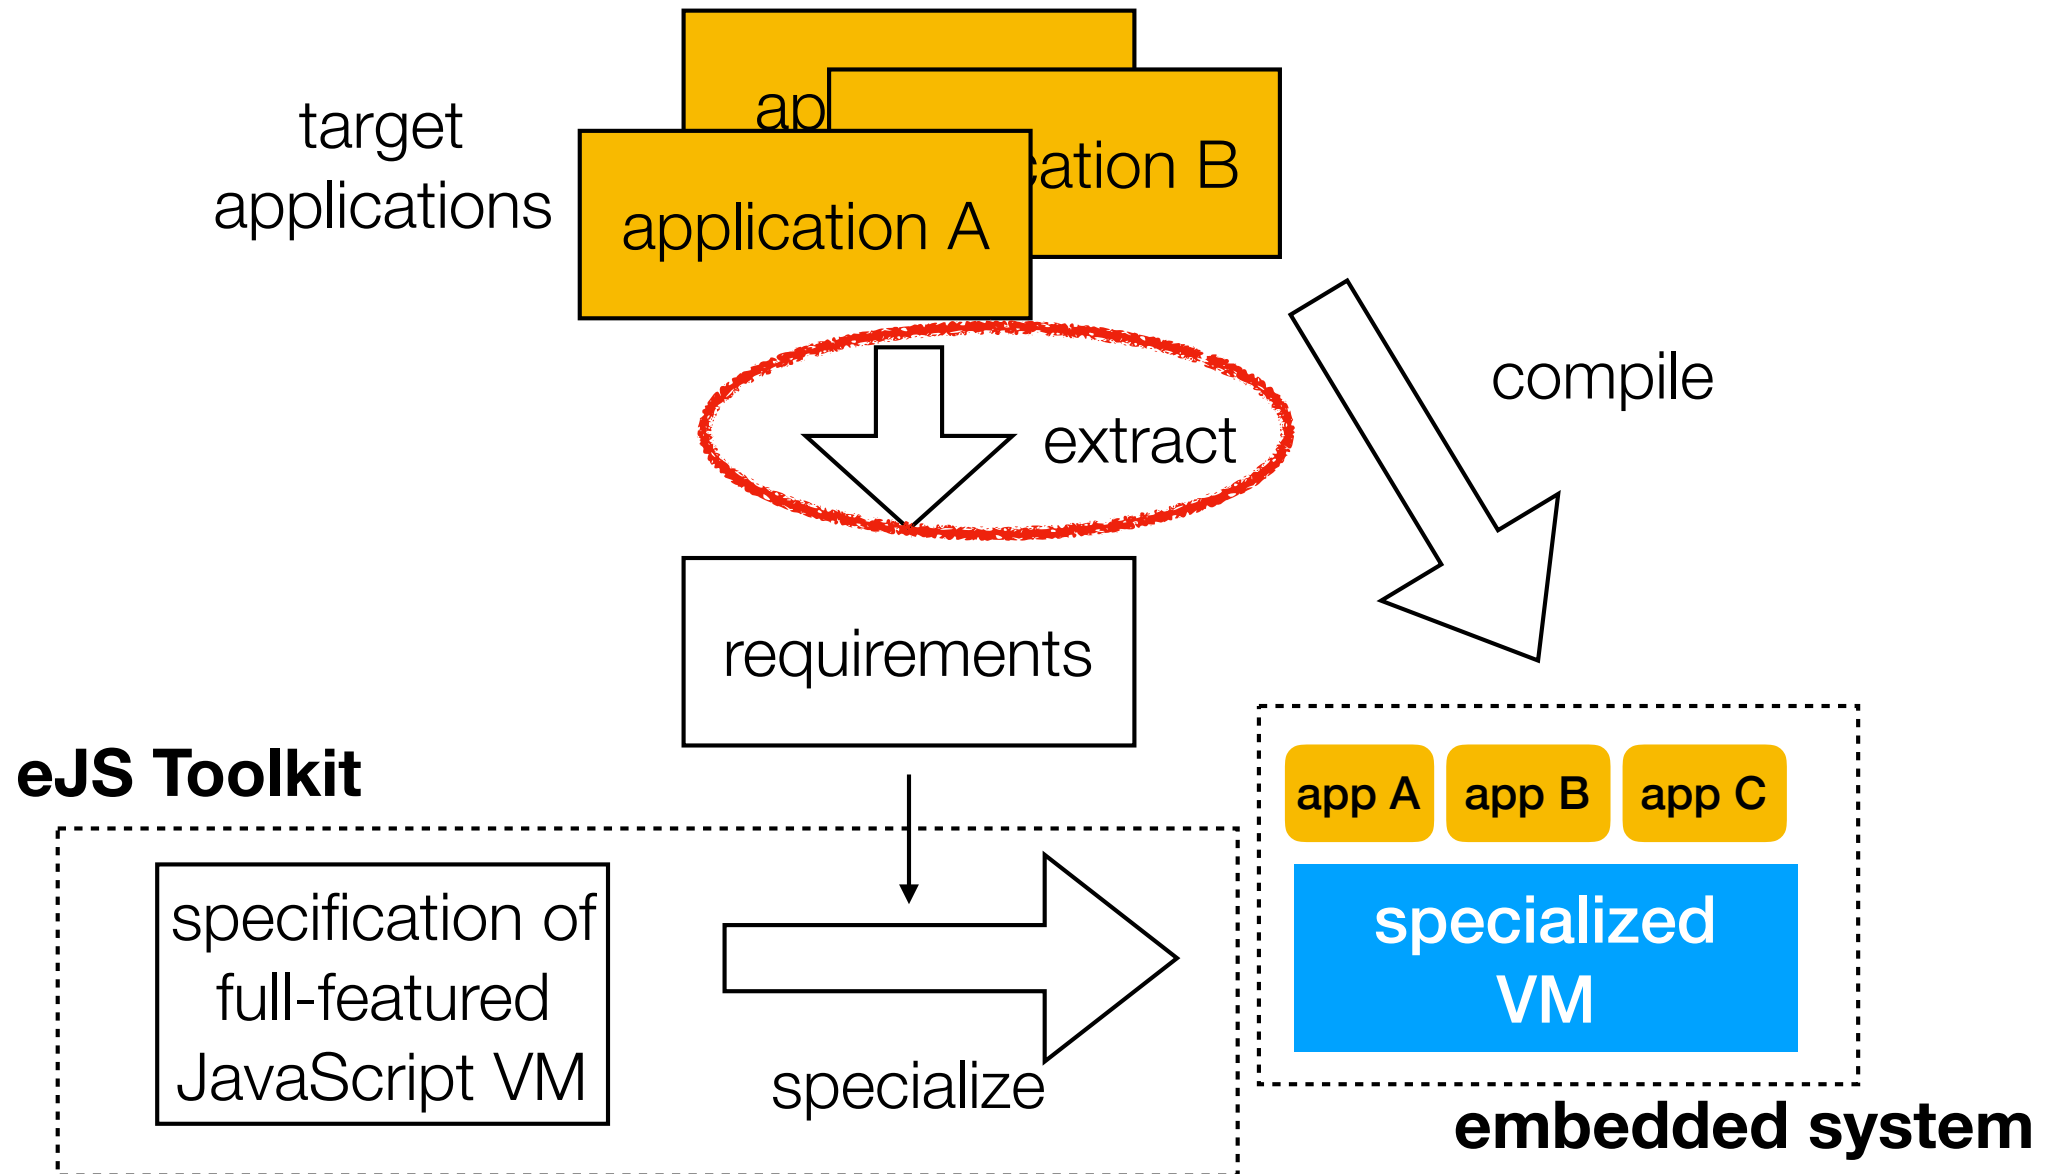 target
applications
ap
cation B
application A
extract
compile
requirements
eJS Toolkit
app A
app B
app C
specification of
full-featured
JavaScript VM
specialize
specialized
VM
embedded system